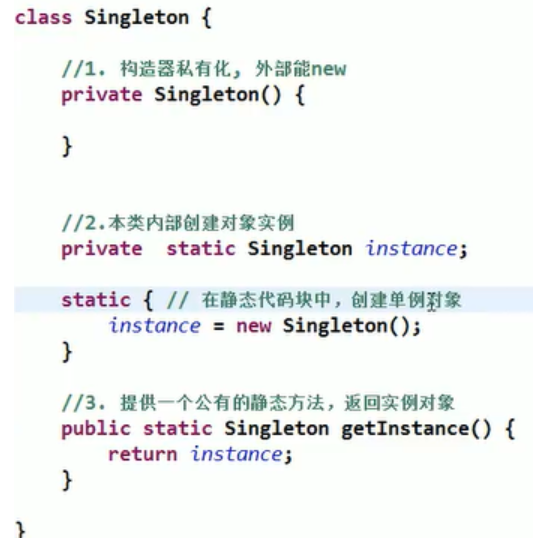 class Singleton {
//1. 构造器私有化, 外部能new
private Singleton() {
}
//2.本类内部创建对象实例
private  static Singleton instance;
static { // 在静态代码块中，创建单例对象
instance = new Singleton();
}
//3. 提供一个公有的静态方法，返回实例对象
public static Singleton getInstance() {
return instance;
}
}